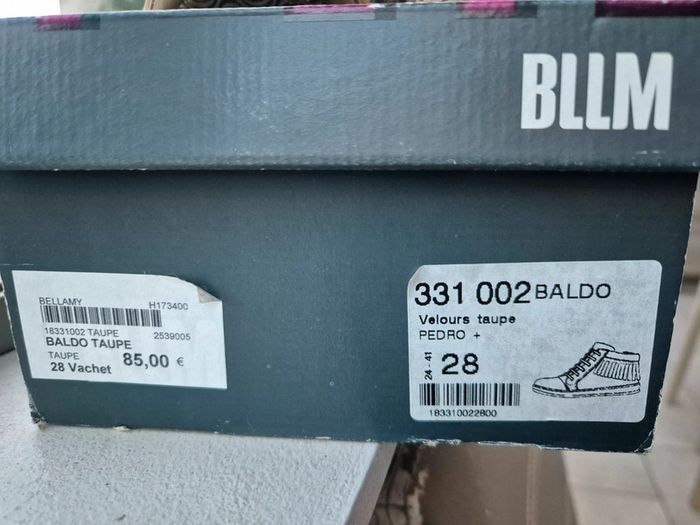 BLLM
BELLAMY H173400
18331002 TAUPE 2539005
BALDO TAUPE
TAUPE 85,00 €
28 Vachet
331 002 BALDO
Velours taupe
PEDRO +
24 - 41 28
183310022800